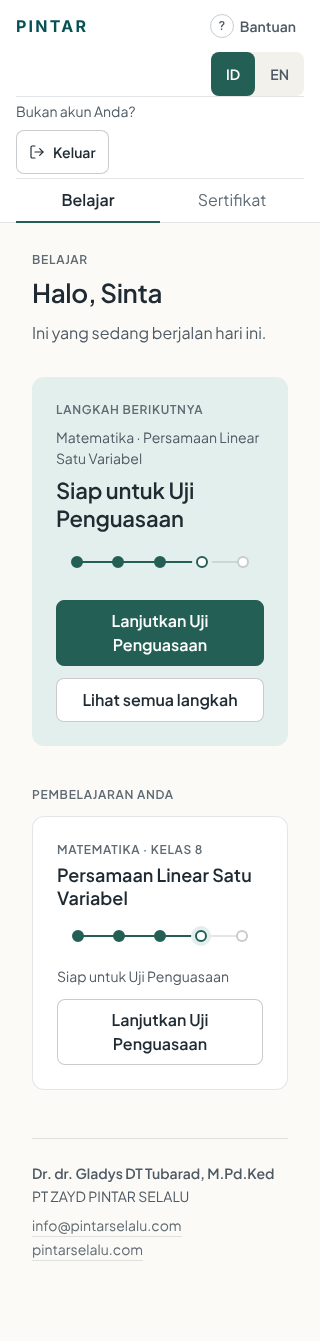 PINTAR
? Bantuan
ID EN
Bukan akun Anda?
Keluar
Belajar Sertifikat
BELAJAR
Halo, Sinta
Ini yang sedang berjalan hari ini.
LANGKAH BERIKUTNYA
Matematika · Persamaan Linear
Satu Variabel
Siap untuk Uji
Penguasaan
Lanjutkan Uji
Penguasaan
Lihat semua langkah
PEMBELAJARAN ANDA
MATEMATIKA · KELAS 8
Persamaan Linear Satu
Variabel
Siap untuk Uji Penguasaan
Lanjutkan Uji
Penguasaan
Dr. dr. Gladys DT Tubarad, M.Pd.Ked
PT ZAYD PINTAR SELALU
info@pintarselalu.com
pintarselalu.com